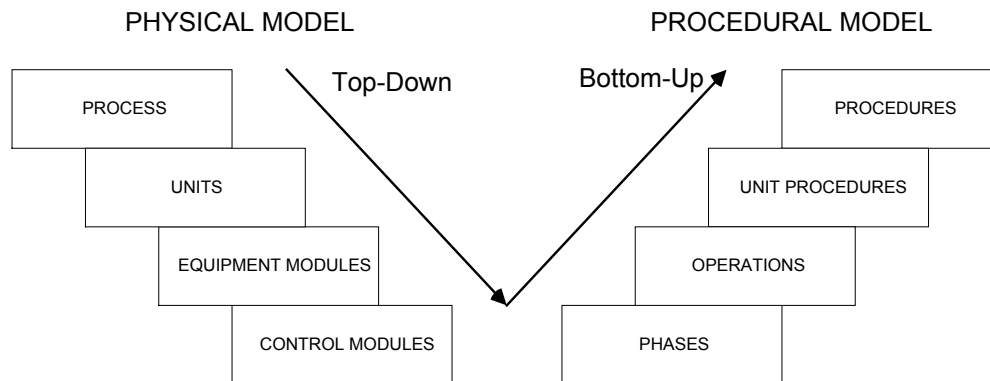 PHYSICAL MODEL
PROCEDURAL MODEL
Top-Down
Bottom-Up
PROCESS
PROCEDURES
UNITS
UNIT PROCEDURES
EQUIPMENT MODULES
OPERATIONS
CONTROL MODULES
PHASES